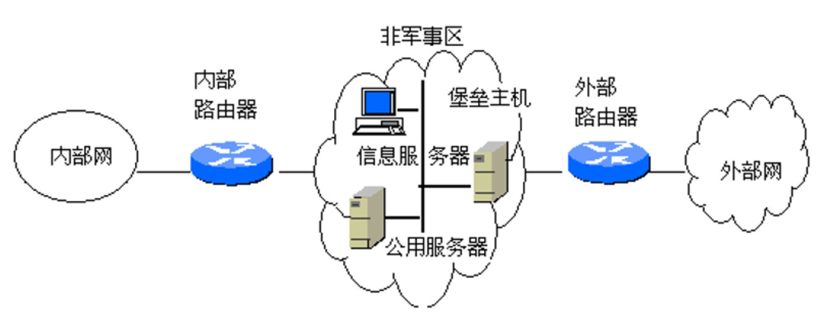 非军事区
内部
路由器
堡垒主机
外部
路由器
内部网
信息服务器
外部网
公用服务器